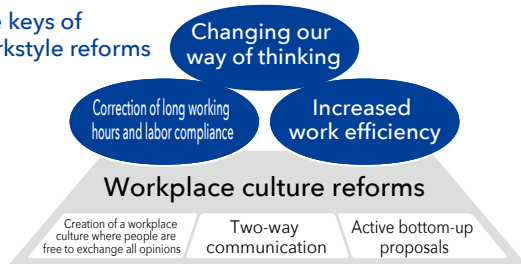 keys of
rkstyle reforms
Changing our
way of thinking
Correction of long working
hours and labor compliance
Increased
work efficiency
Workplace culture reforms
Creation of a workplace
culture where people are
free to exchange all opinions
Two-way
communication
Active bottom-up
proposals